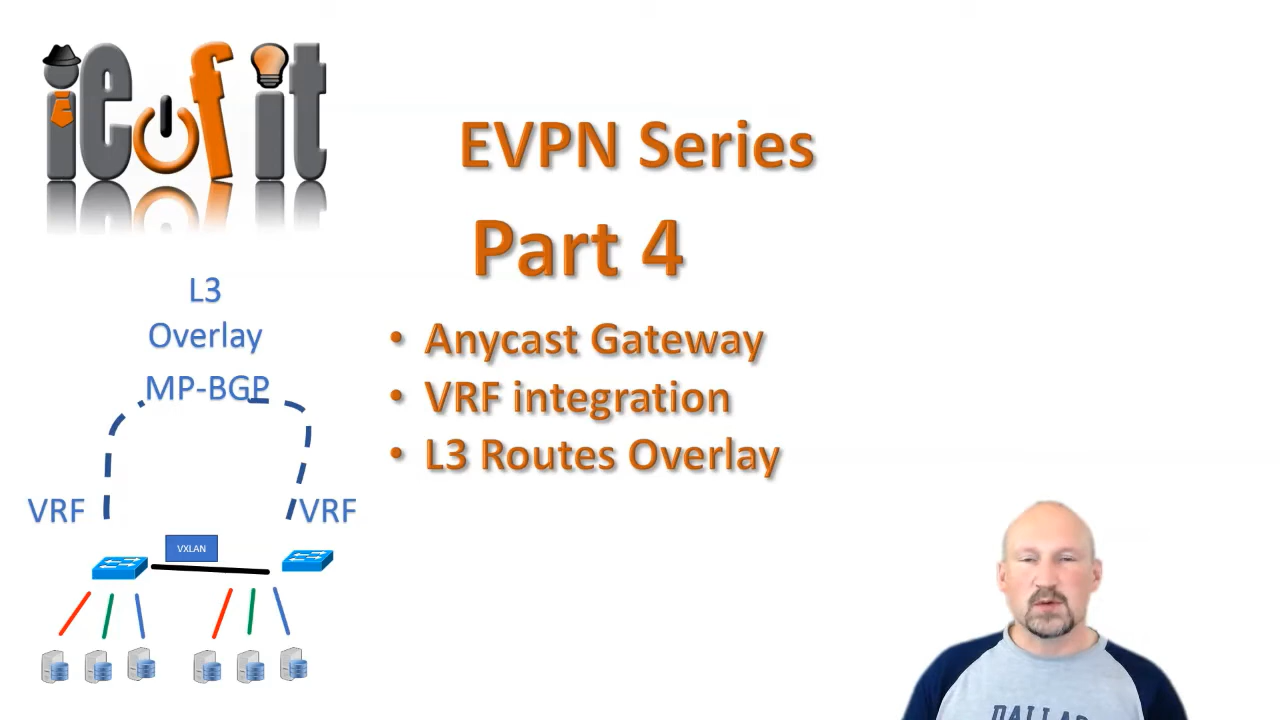 ieofit
EVPN Series
Part 4
• Anycast Gateway
• VRF integration
• L3 Routes Overlay
L3
Overlay
MP-BGP
VRF
VRF
VXLAN